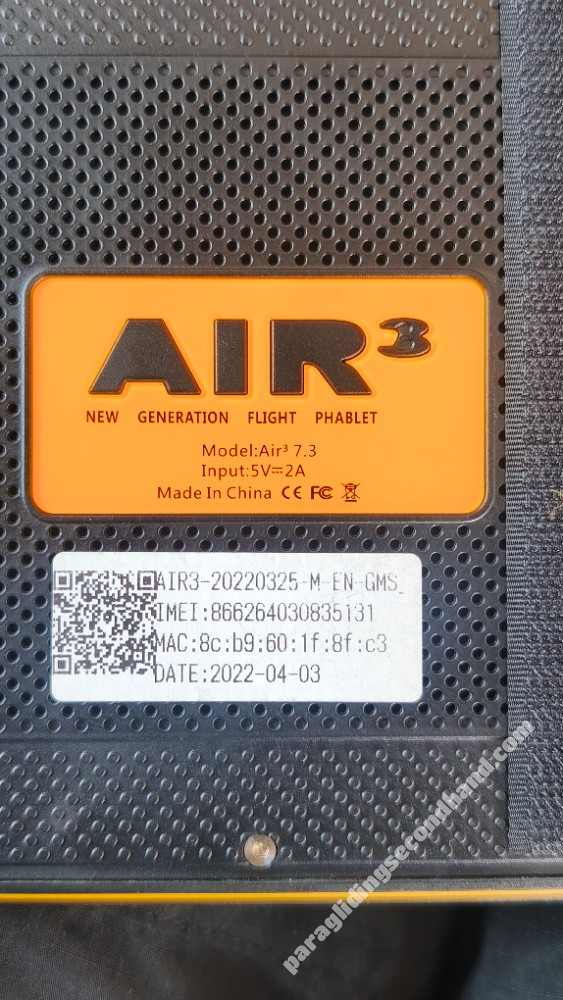 AIR³
NEW GENERATION FLIGHT PHABLET
Model:Air³ 7.3
Input:5V⎓2A
Made In China CE FC
AIR3-20220325-M-EN-GMS_
IMEI:866264030835131
MAC:8c:b9:60:1f:8f:c3
DATE:2022-04-03
paraglidingsecondhand.com